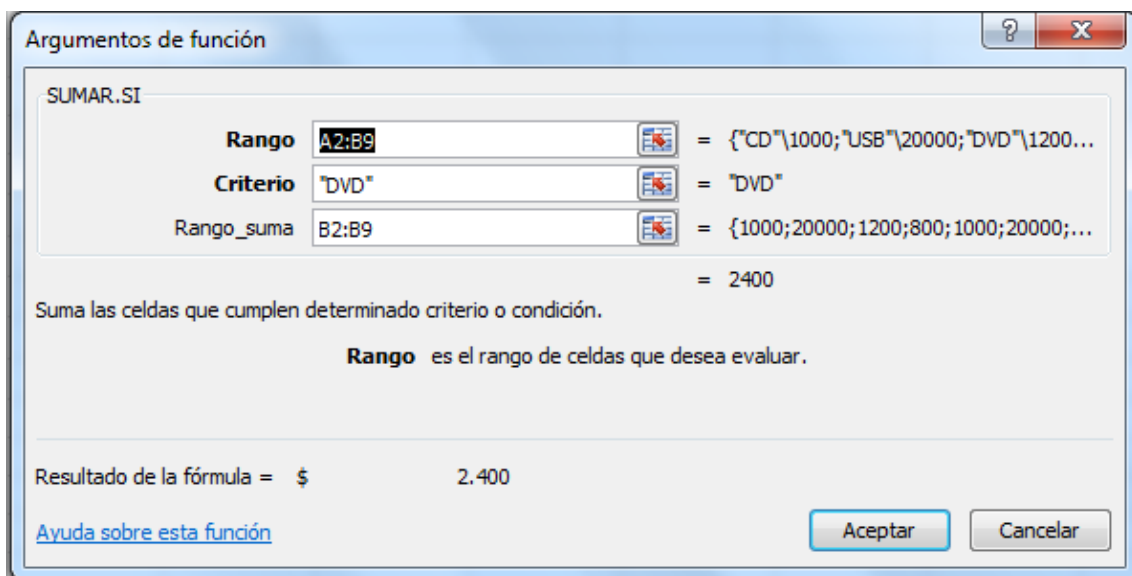 Argumentos de función
SUMAR.SI
Rango A2:B9 = {"CD"\1000;"USB"\20000;"DVD"\1200...
Criterio "DVD" = "DVD"
Rango_suma B2:B9 = {1000;20000;1200;800;1000;20000;...
= 2400
Suma las celdas que cumplen determinado criterio o condición.
Rango es el rango de celdas que desea evaluar.
Resultado de la fórmula = $ 2.400
Ayuda sobre esta función Aceptar Cancelar